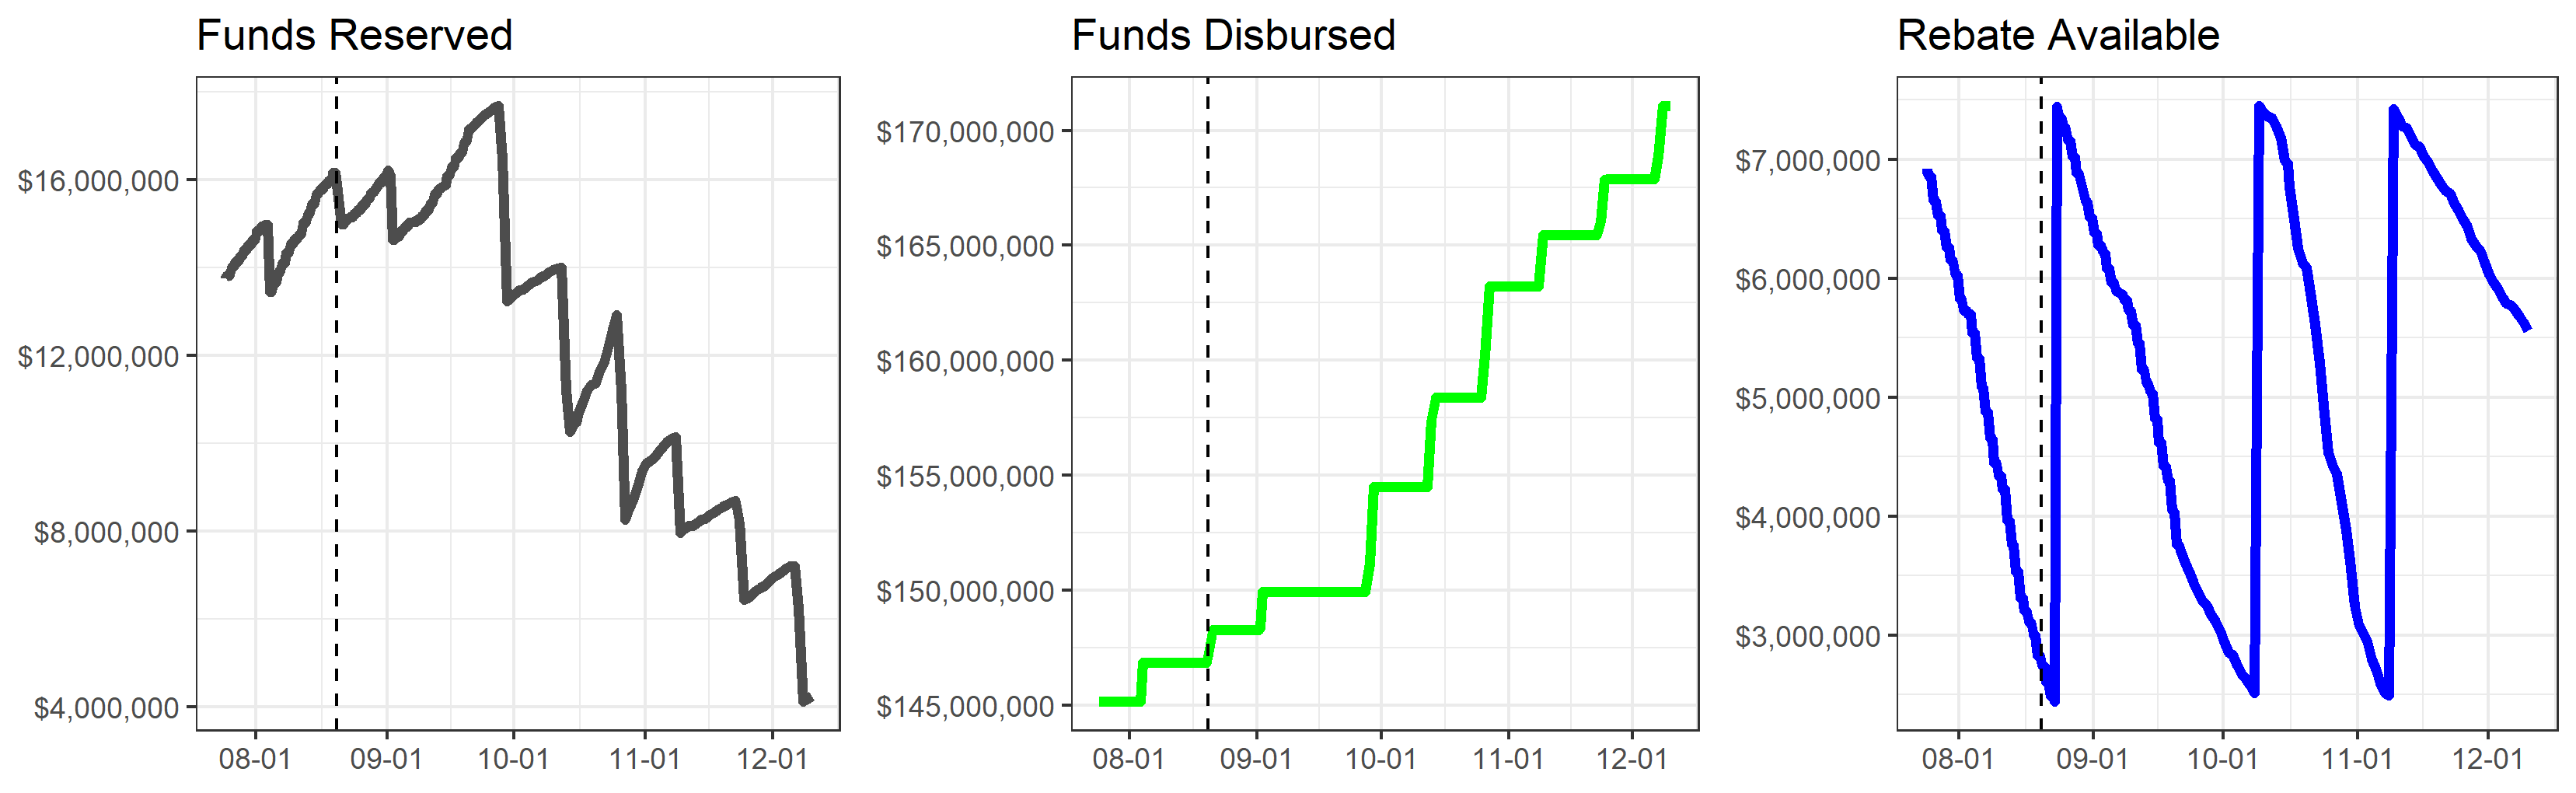 Funds Reserved
$16,000,000
$12,000,000
$8,000,000
$4,000,000
08-01 09-01 10-01 11-01 12-01
Funds Disbursed
$170,000,000
$165,000,000
$160,000,000
$155,000,000
$150,000,000
$145,000,000
08-01 09-01 10-01 11-01 12-01
Rebate Available
$7,000,000
$6,000,000
$5,000,000
$4,000,000
$3,000,000
08-01 09-01 10-01 11-01 12-01